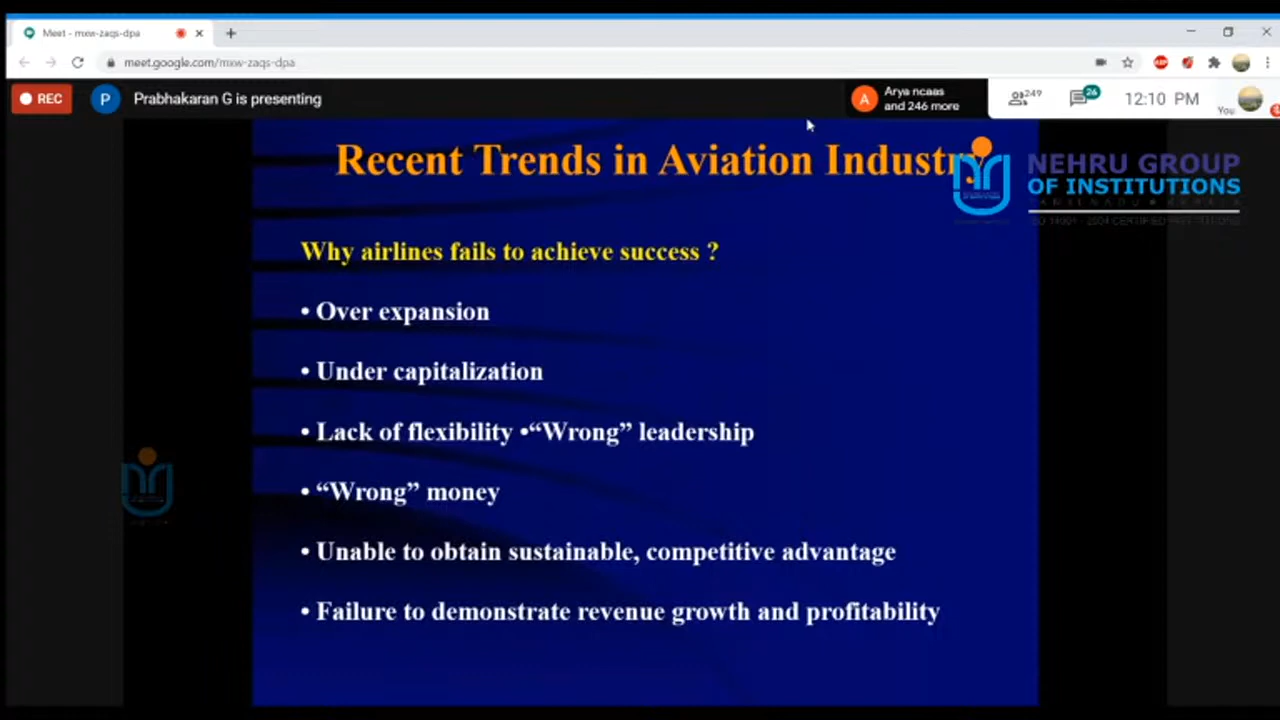 Meet - mxw-zaqs-dpa
meet.google.com/mxw-zaqs-dpa
ABP
REC
P
Prabhakaran G is presenting
A
Arya ncaas
and 246 more
249
26
12:10 PM
You
Recent Trends in Aviation Industry
NEHRU GROUP
OF INSTITUTIONS
Why airlines fails to achieve success ?
• Over expansion
• Under capitalization
• Lack of flexibility •“Wrong” leadership
• “Wrong” money
• Unable to obtain sustainable, competitive advantage
• Failure to demonstrate revenue growth and profitability